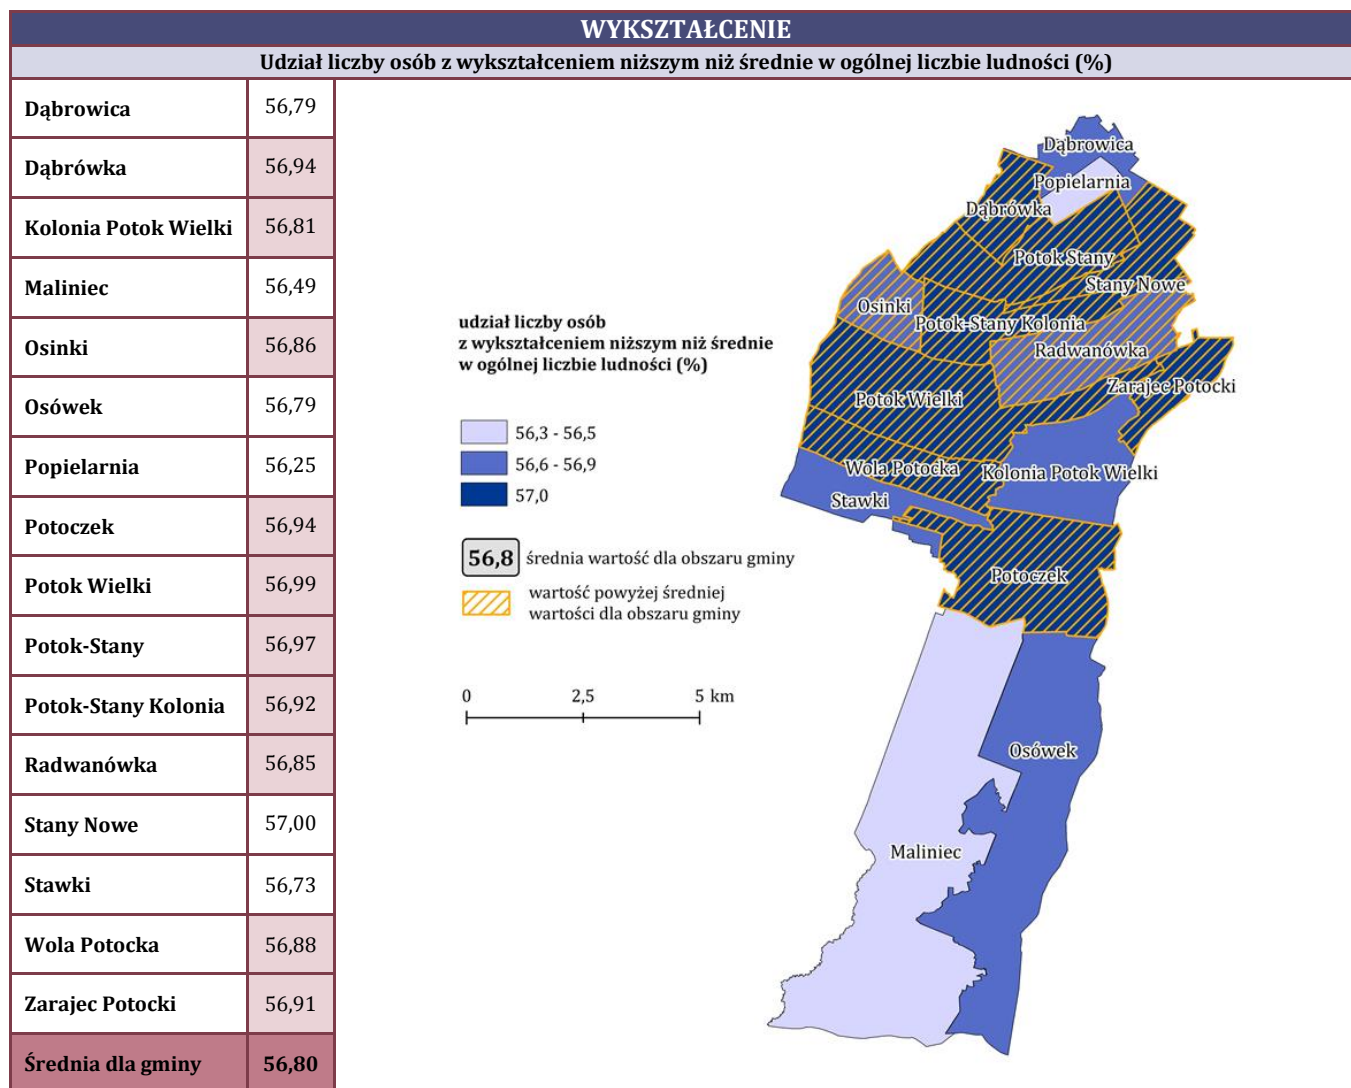 WYKSZTAŁCENIE
Udział liczby osób z wykształceniem niższym niż średnie w ogólnej liczbie ludności (%)
Dąbrowica 56,79
Dąbrówka 56,94
Kolonia Potok Wielki 56,81
Maliniec 56,49
Osinki 56,86
Osówek 56,79
Popielarnia 56,25
Potoczek 56,94
Potok Wielki 56,99
Potok-Stany 56,97
Potok-Stany Kolonia 56,92
Radwanówka 56,85
Stany Nowe 57,00
Stawki 56,73
Wola Potocka 56,88
Zarajec Potocki 56,91
Średnia dla gminy 56,80
udział liczby osób
z wykształceniem niższym niż średnie
w ogólnej liczbie ludności (%)
56,3 - 56,5
56,6 - 56,9
57,0
56,8 średnia wartość dla obszaru gminy
wartość powyżej średniej
wartości dla obszaru gminy
0 2,5 5 km
Dąbrowica
Popielarnia
Dąbrówka
Potok Stany
Stany Nowe
Osinki
Potok-Stany Kolonia
Radwanówka
Zarajec Potocki
Potok Wielki
Wola Potocka
Kolonia Potok Wielki
Stawki
Potoczek
Osówek
Maliniec